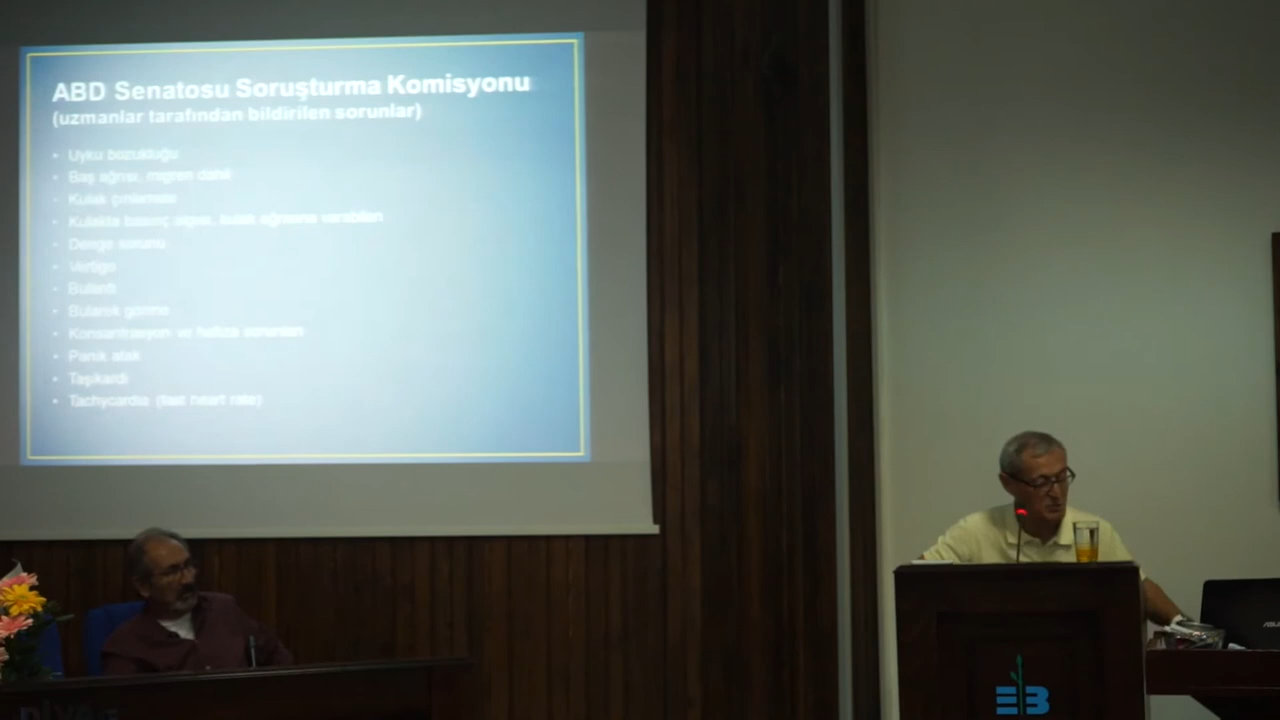 ABD Senatosu Soruşturma Komisyonu
(uzmanlar tarafından bildirilen sorunlar)
• Uyku bozukluğu
• Baş ağrısı, migren dahil
• Kulak çınlaması
• Kulakta basınç algısı, kulak ağrısına varabilen
• Denge sorunu
• Vertigo
• Bulantı
• Bulanık görme
• Konsantrasyon ve hafıza sorunları
• Panik atak
• Taşikardi
• Tachycardia (fast heart rate)
DİVAN